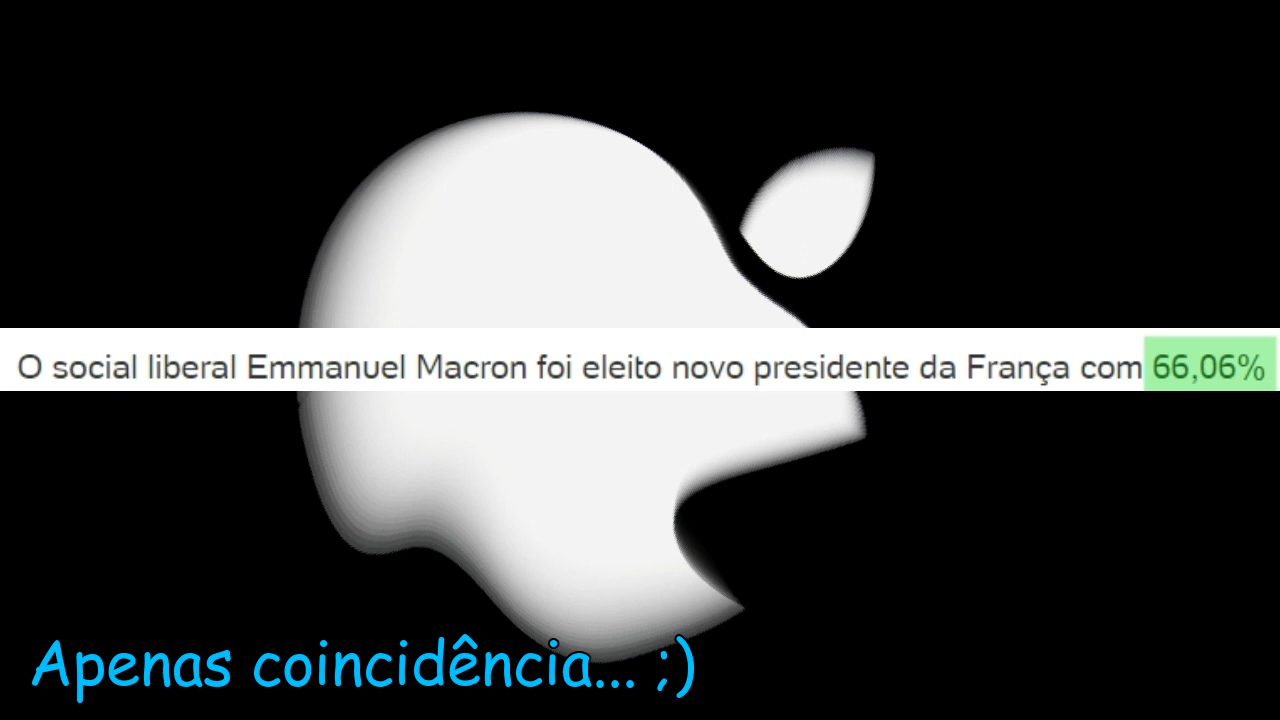 O social liberal Emmanuel Macron foi eleito novo presidente da França com 66,06%
Apenas coincidência... ;)